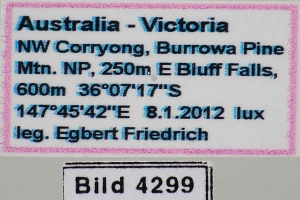 Australia - Victoria
NW Corryong, Burrowa Pine
Mtn. NP, 250m E Bluff Falls,
600m 36°07'17"S
147°45'42"E 8.1.2012 lux
leg. Egbert Friedrich
Bild 4299